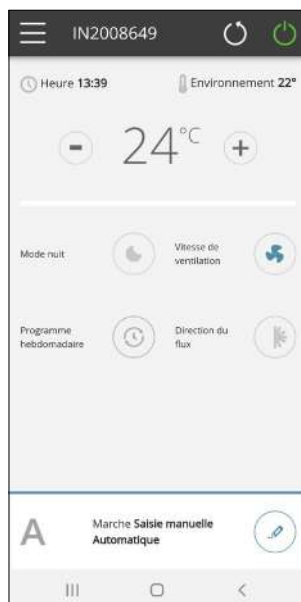 IN2008649
Heure 13:39
Environnement 22°
- 24°C +
Mode nuit
Vitesse de
ventilation
Programme
hebdomadaire
Direction du
flux
A
Marche Saisie manuelle
Automatique